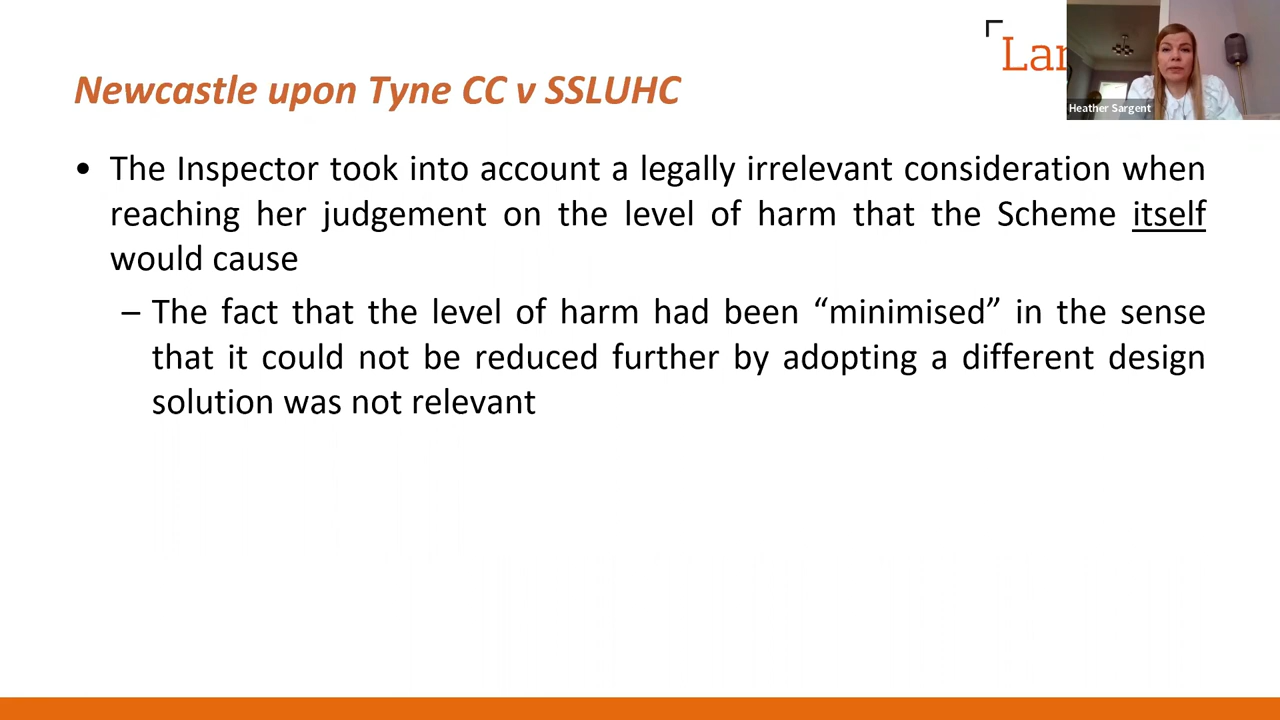 Lan
Heather Sargent
Newcastle upon Tyne CC v SSLUHC
• The Inspector took into account a legally irrelevant consideration when
reaching her judgement on the level of harm that the Scheme itself
would cause
– The fact that the level of harm had been “minimised” in the sense
that it could not be reduced further by adopting a different design
solution was not relevant